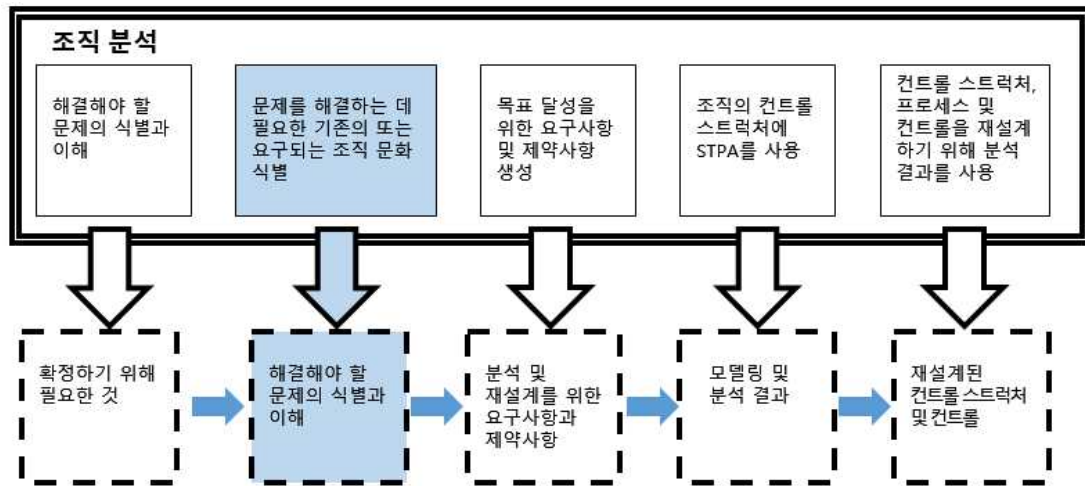 조직 분석
해결해야 할
문제의 식별과
이해
문제를 해결하는 데
필요한 기존의 또는
요구되는 조직 문화
식별
목표 달성을
위한 요구사항
및 제약사항
생성
조직의 컨트롤
스트럭처에
STPA를 사용
컨트롤 스트럭처,
프로세스 및
컨트롤을 재설계
하기 위해 분석
결과를 사용
확정하기 위해
필요한 것
해결해야 할
문제의 식별과
이해
분석 및
재설계를 위한
요구사항과
제약사항
모델링 및
분석 결과
재설계된
컨트롤 스트럭처
및 컨트롤